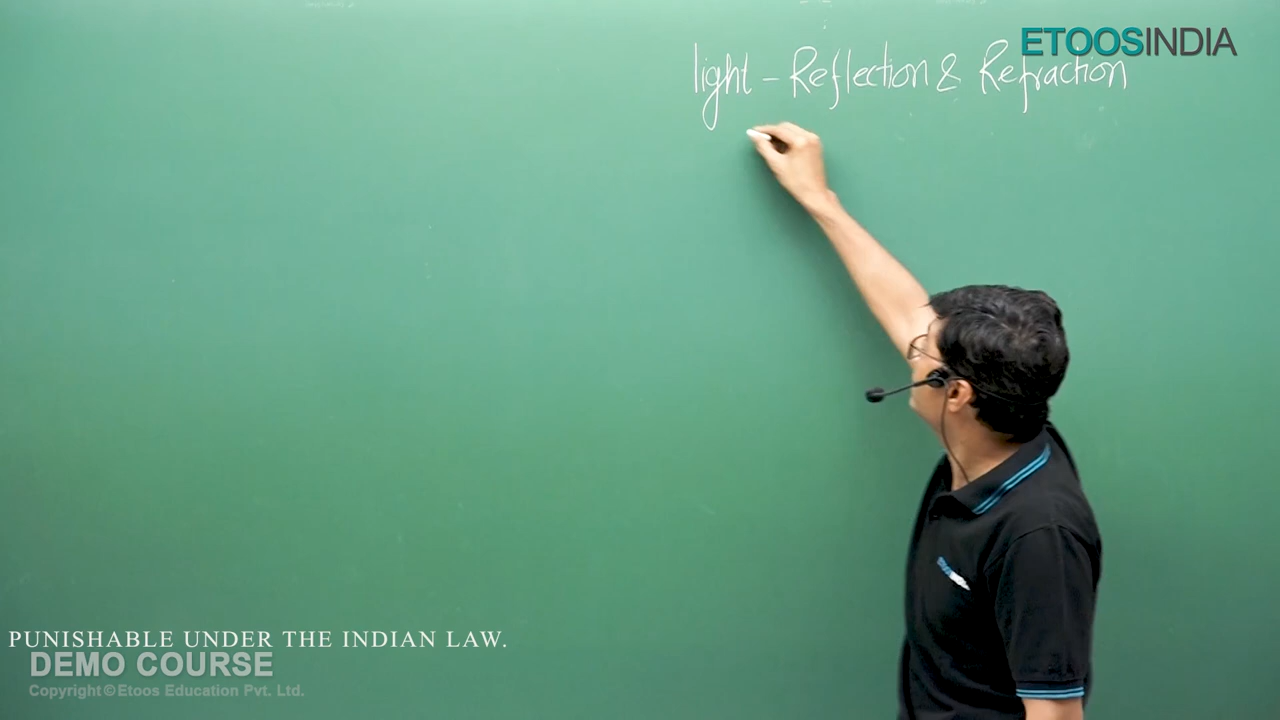 ETOOSINDIA
light - Reflection & Refraction
PUNISHABLE UNDER THE INDIAN LAW.
DEMO COURSE
Copyright © Etoos Education Pvt. Ltd.